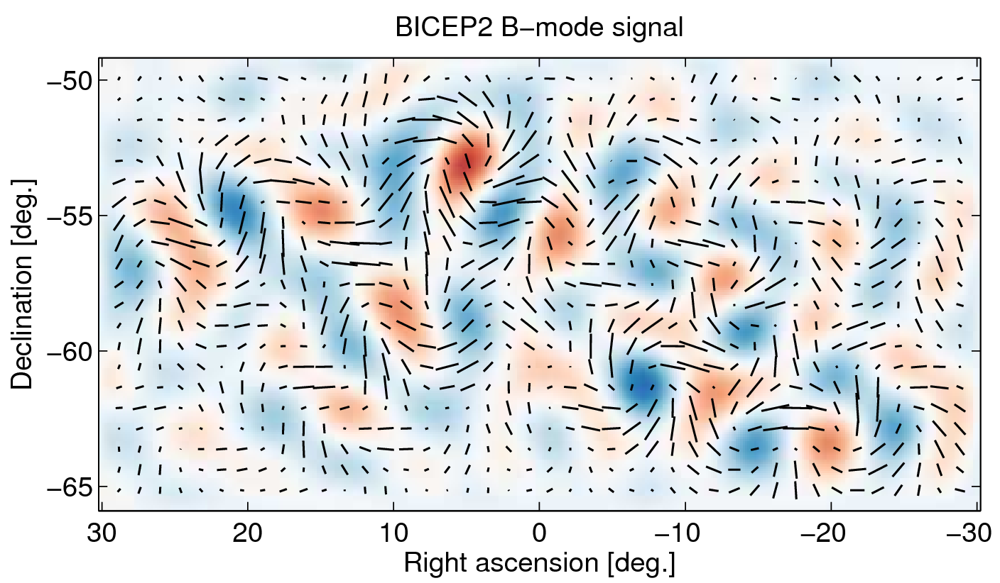 BICEP2 B−mode signal
−50
−55
−60
−65
Declination [deg.]
30 20 10 0 −10 −20 −30
Right ascension [deg.]